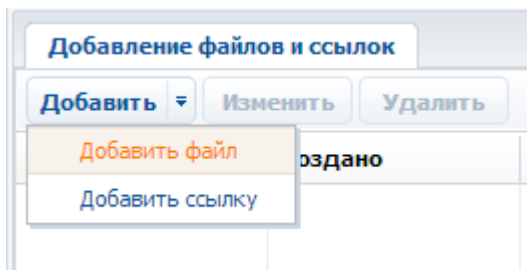 Добавление файлов и ссылок
Добавить Изменить Удалить
Добавить файл
оздано
Добавить ссылку